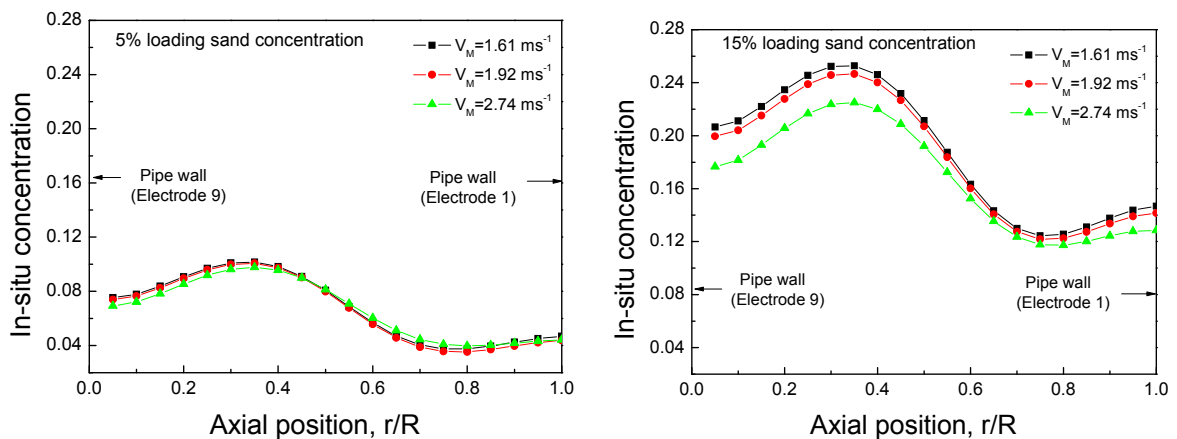 5% loading sand concentration
V_M=1.61 ms⁻¹
V_M=1.92 ms⁻¹
V_M=2.74 ms⁻¹
Pipe wall
(Electrode 9)
Pipe wall
(Electrode 1)
0.28
0.24
0.20
0.16
0.12
0.08
0.04
In-situ concentration
0.0 0.2 0.4 0.6 0.8 1.0
Axial position, r/R
15% loading sand concentration
V_M=1.61 ms⁻¹
V_M=1.92 ms⁻¹
V_M=2.74 ms⁻¹
Pipe wall
(Electrode 9)
Pipe wall
(Electrode 1)
0.28
0.24
0.20
0.16
0.12
0.08
0.04
In-situ concentration
0.0 0.2 0.4 0.6 0.8 1.0
Axial position, r/R